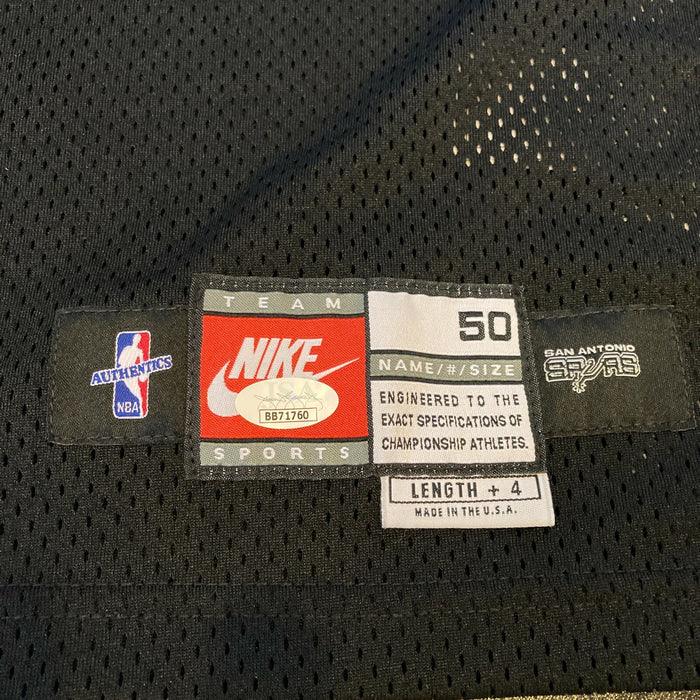 TEAM
NIKE
JSA
BB71760
SPORTS
50
NAME/#/SIZE
ENGINEERED TO THE
EXACT SPECIFICATIONS OF
CHAMPIONSHIP ATHLETES.
LENGTH + 4
MADE IN THE U.S.A.
AUTHENTICS
NBA
SAN ANTONIO
SPURS